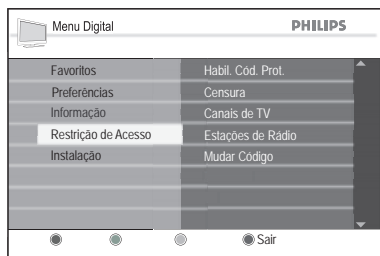 Menu Digital
PHILIPS
Favoritos
Preferências
Informação
Restrição de Acesso
Instalação
Habil. Cód. Prot.
Censura
Canais de TV
Estações de Rádio
Mudar Código
Sair